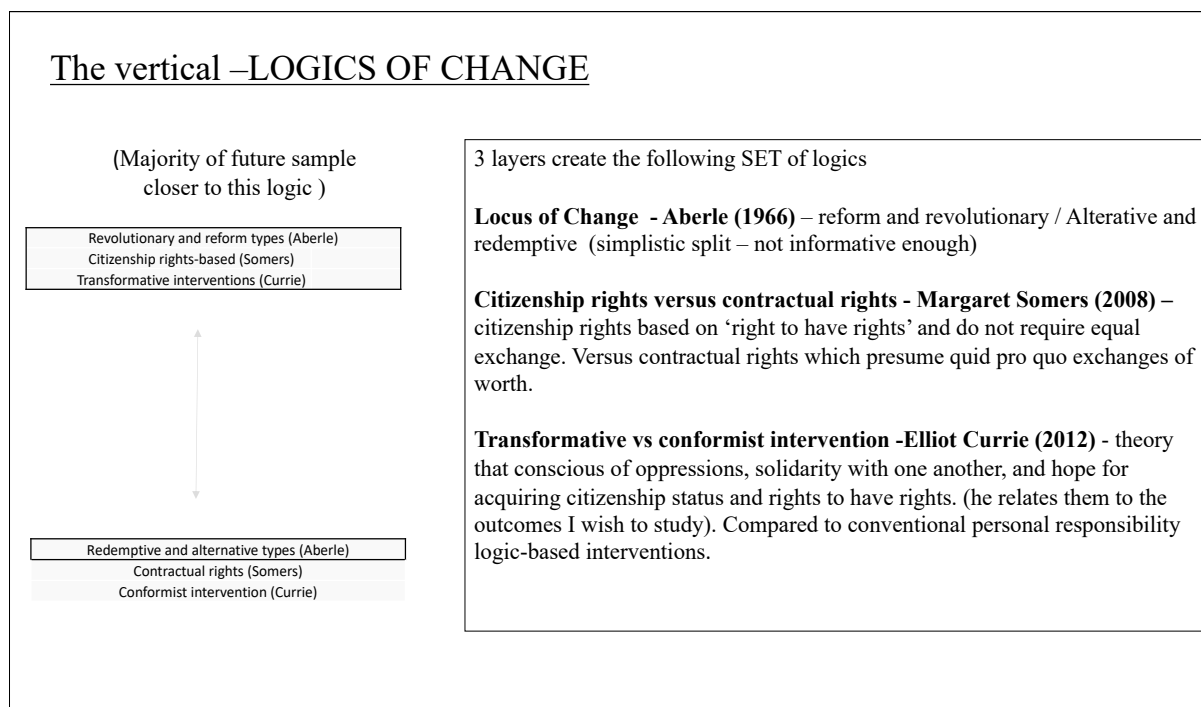 The vertical –LOGICS OF CHANGE
(Majority of future sample
closer to this logic )
Revolutionary and reform types (Aberle)
Citizenship rights-based (Somers)
Transformative interventions (Currie)
Redemptive and alternative types (Aberle)
Contractual rights (Somers)
Conformist intervention (Currie)
3 layers create the following SET of logics
Locus of Change - Aberle (1966) – reform and revolutionary / Alterative and
redemptive (simplistic split – not informative enough)
Citizenship rights versus contractual rights - Margaret Somers (2008) –
citizenship rights based on ‘right to have rights’ and do not require equal
exchange. Versus contractual rights which presume quid pro quo exchanges of
worth.
Transformative vs conformist intervention -Elliot Currie (2012) - theory
that conscious of oppressions, solidarity with one another, and hope for
acquiring citizenship status and rights to have rights. (he relates them to the
outcomes I wish to study). Compared to conventional personal responsibility
logic-based interventions.